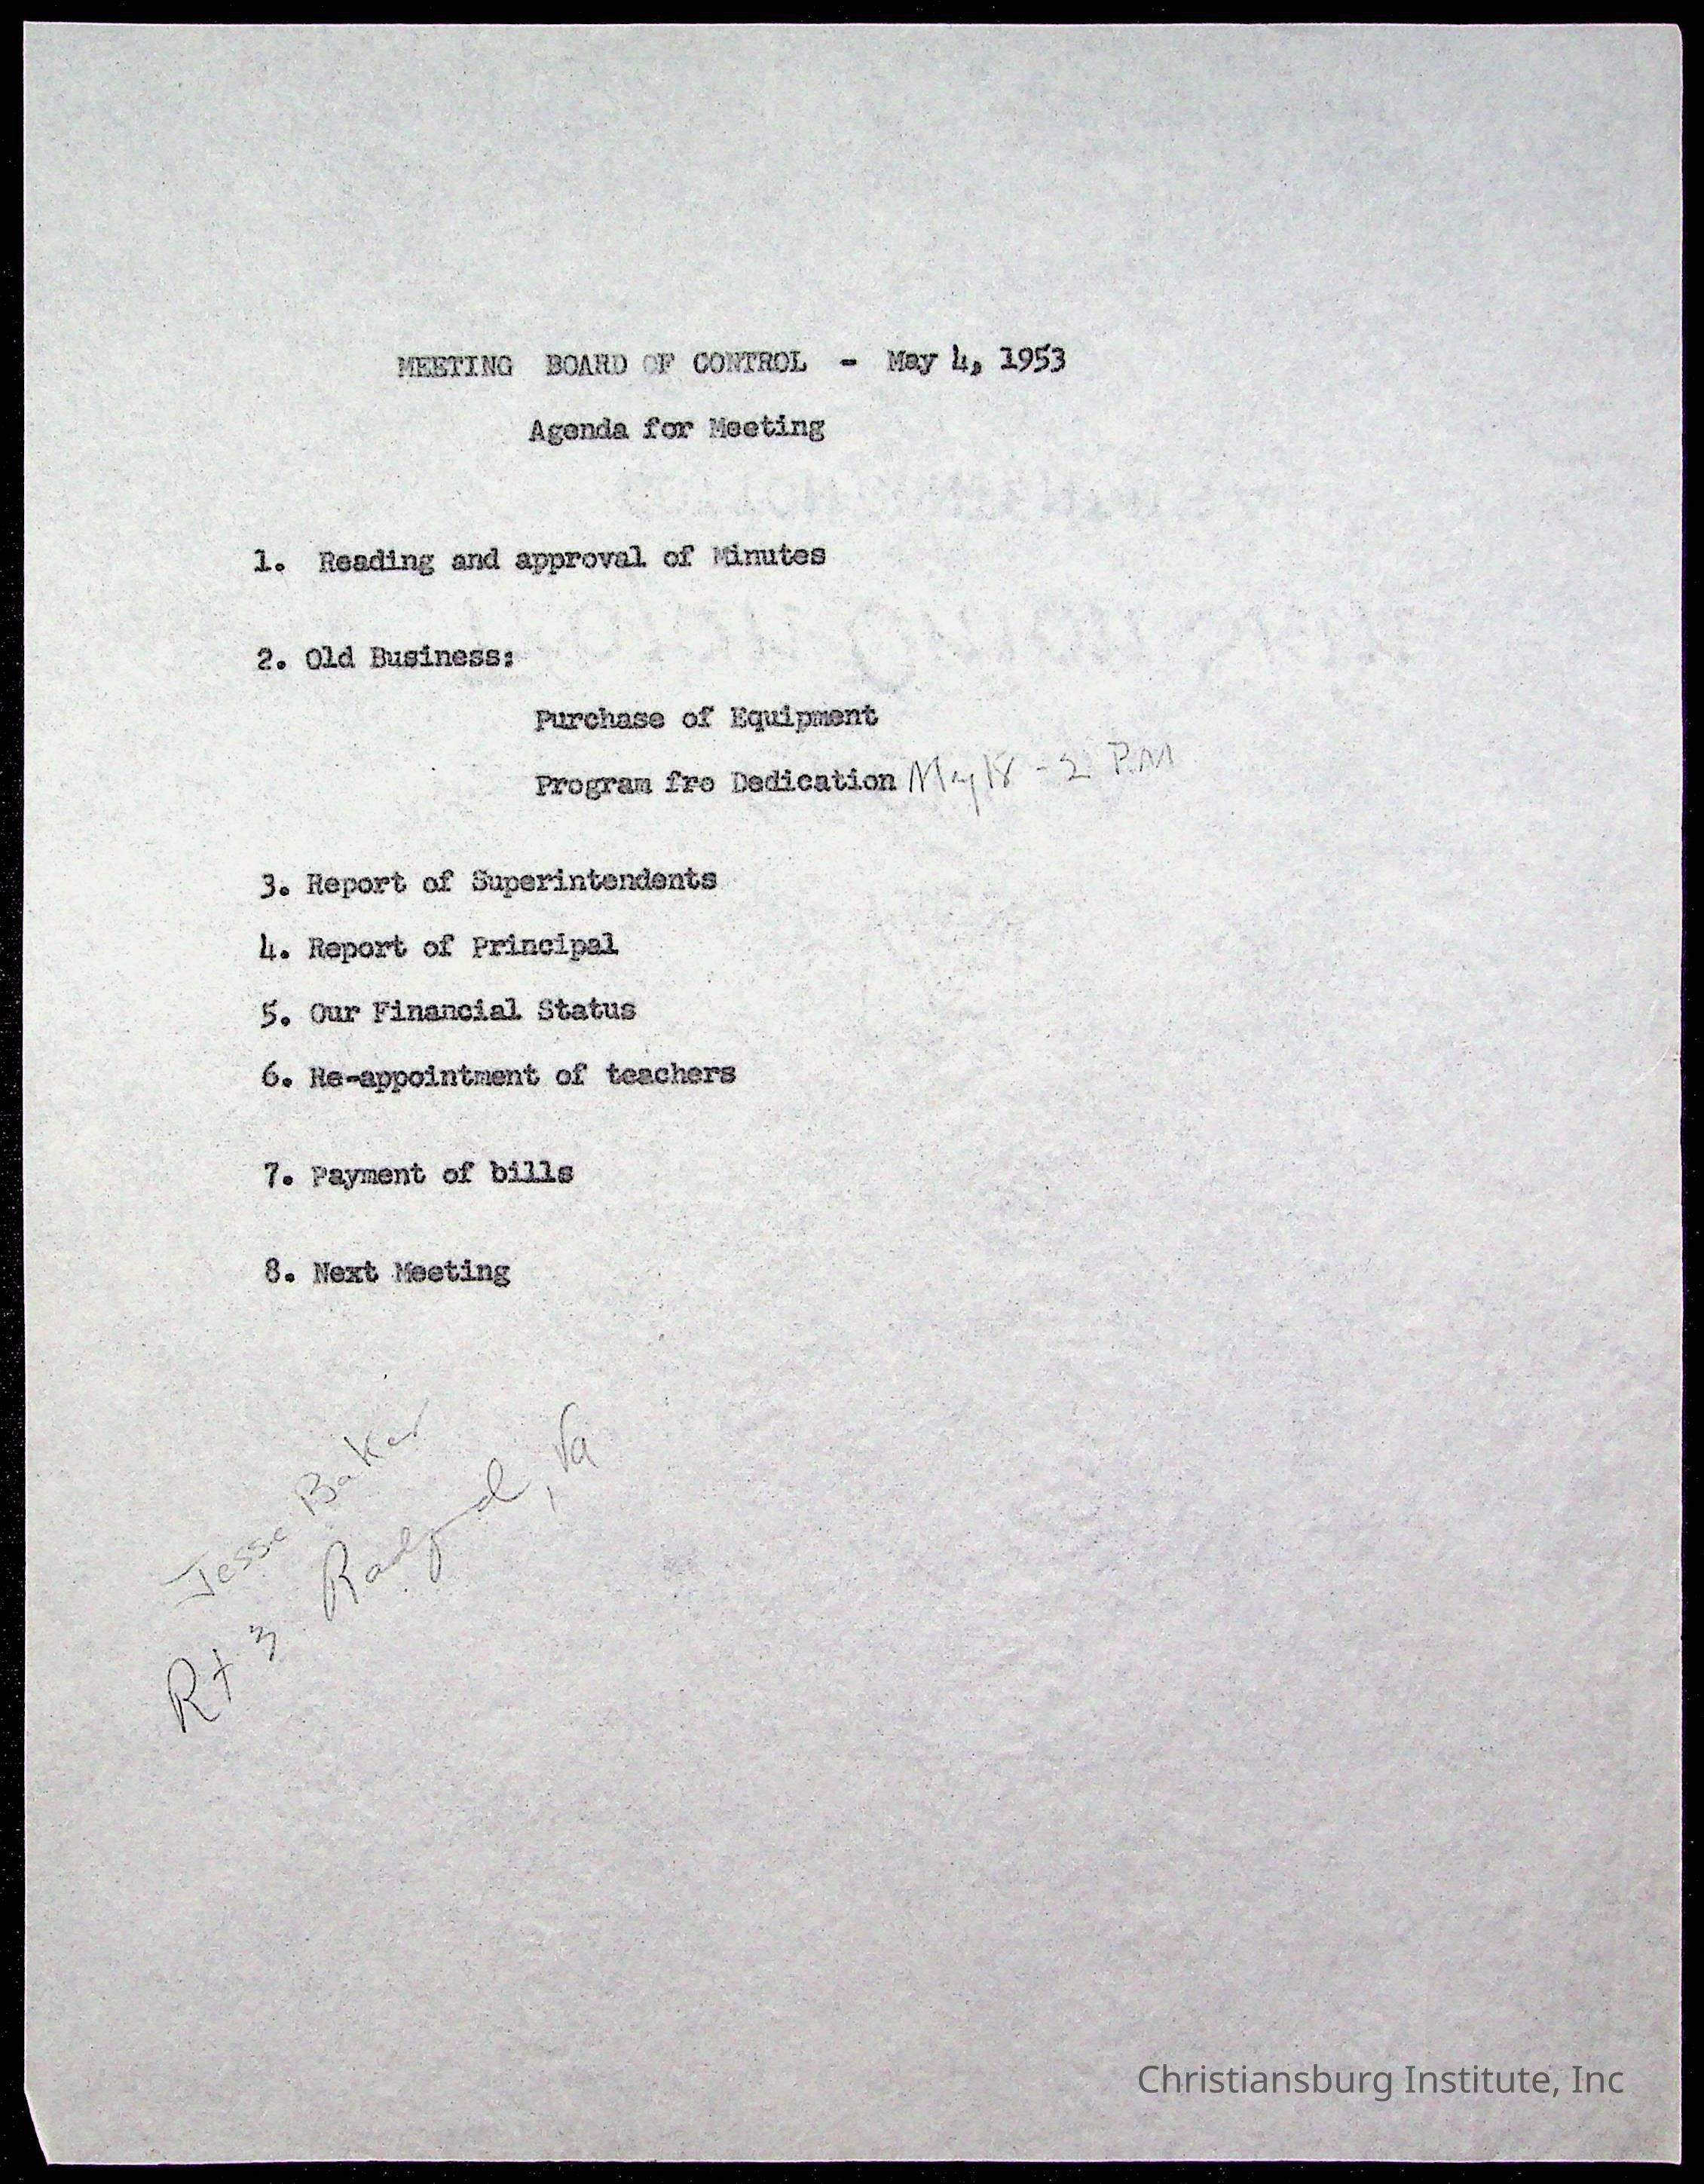 MEETING BOARD OF CONTROL - May 4, 1953
Agenda for Meeting
1. Reading and approval of Minutes
2. Old Business:
Purchase of Equipment
Program fro Dedication May 18 - 2 P.M
3. Report of Superintendents
4. Report of Principal
5. Our Financial Status
6. Re-appointment of teachers
7. Payment of bills
8. Next Meeting
Jesse Baker
Rt 3 Radford, Va
Christiansburg Institute, Inc